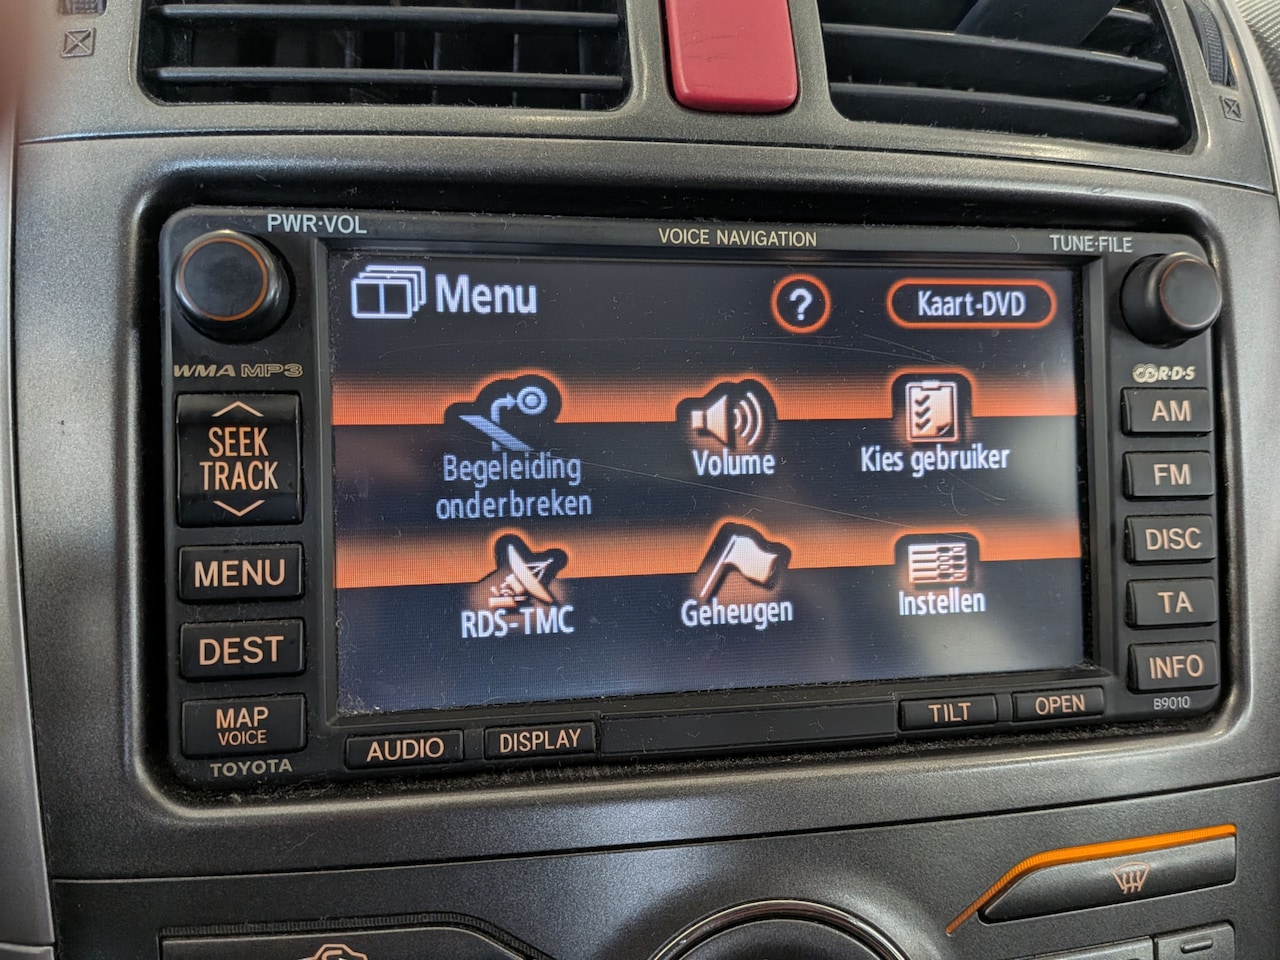 PWR·VOL
VOICE NAVIGATION
TUNE·FILE
Menu
?
Kaart-DVD
WMA MP3
R·D·S
SEEK
TRACK
AM
Begeleiding
onderbreken
Volume
Kies gebruiker
FM
MENU
DISC
RDS-TMC
Geheugen
Instellen
TA
DEST
INFO
MAP
VOICE
AUDIO
DISPLAY
TILT
OPEN
B9010
TOYOTA